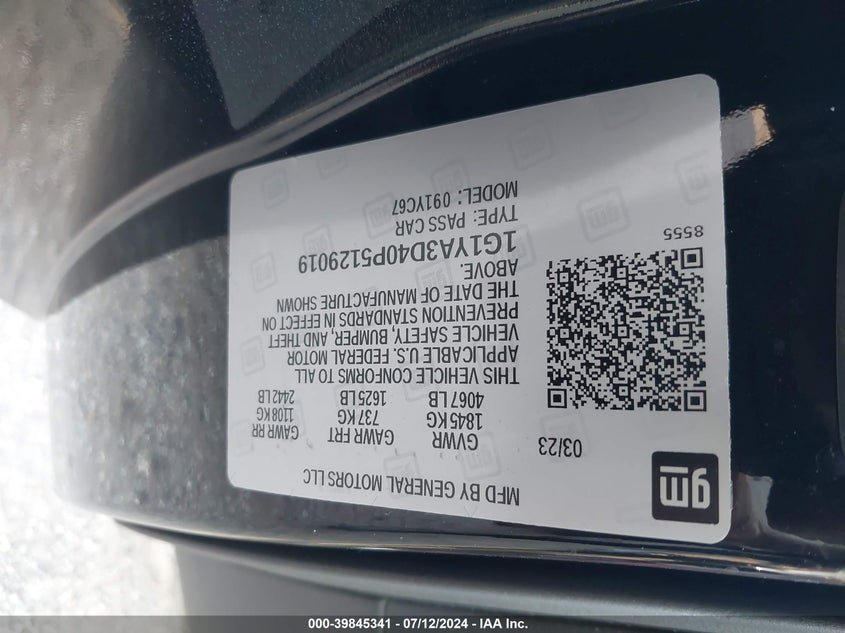 gm
MFD BY GENERAL MOTORS LLC
03/23
GVWR GAWR FRT GAWR RR
1845 KG 737 KG 1108 KG
4067 LB 1625 LB 2442 LB
THIS VEHICLE CONFORMS TO ALL
APPLICABLE U.S. FEDERAL MOTOR
VEHICLE SAFETY, BUMPER, AND THEFT
PREVENTION STANDARDS IN EFFECT ON
THE DATE OF MANUFACTURE SHOWN
ABOVE.
1G1YA3D40P5129019
TYPE: PASS CAR
MODEL: 091YC67
8555
000-39845341 - 07/12/2024 - IAA Inc.